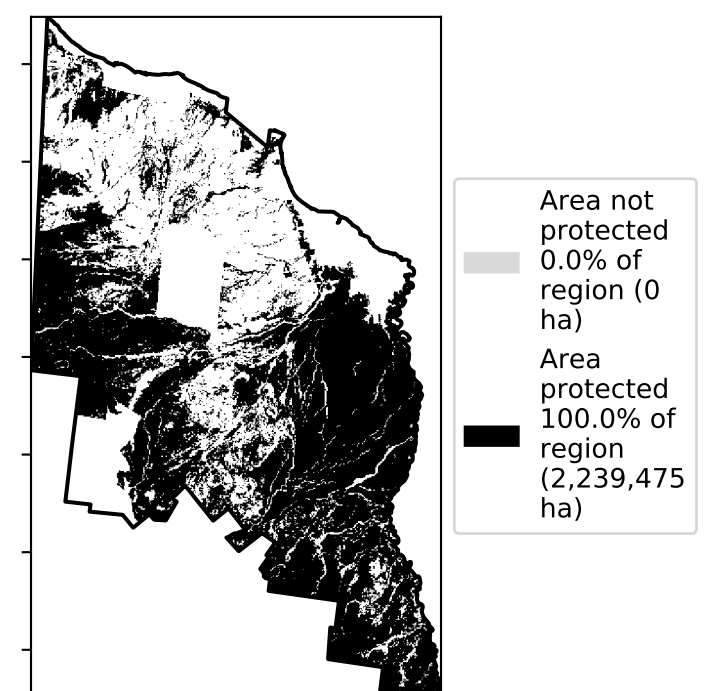 Area not
protected
0.0% of
region (0
ha)
Area
protected
100.0% of
region
(2,239,475
ha)